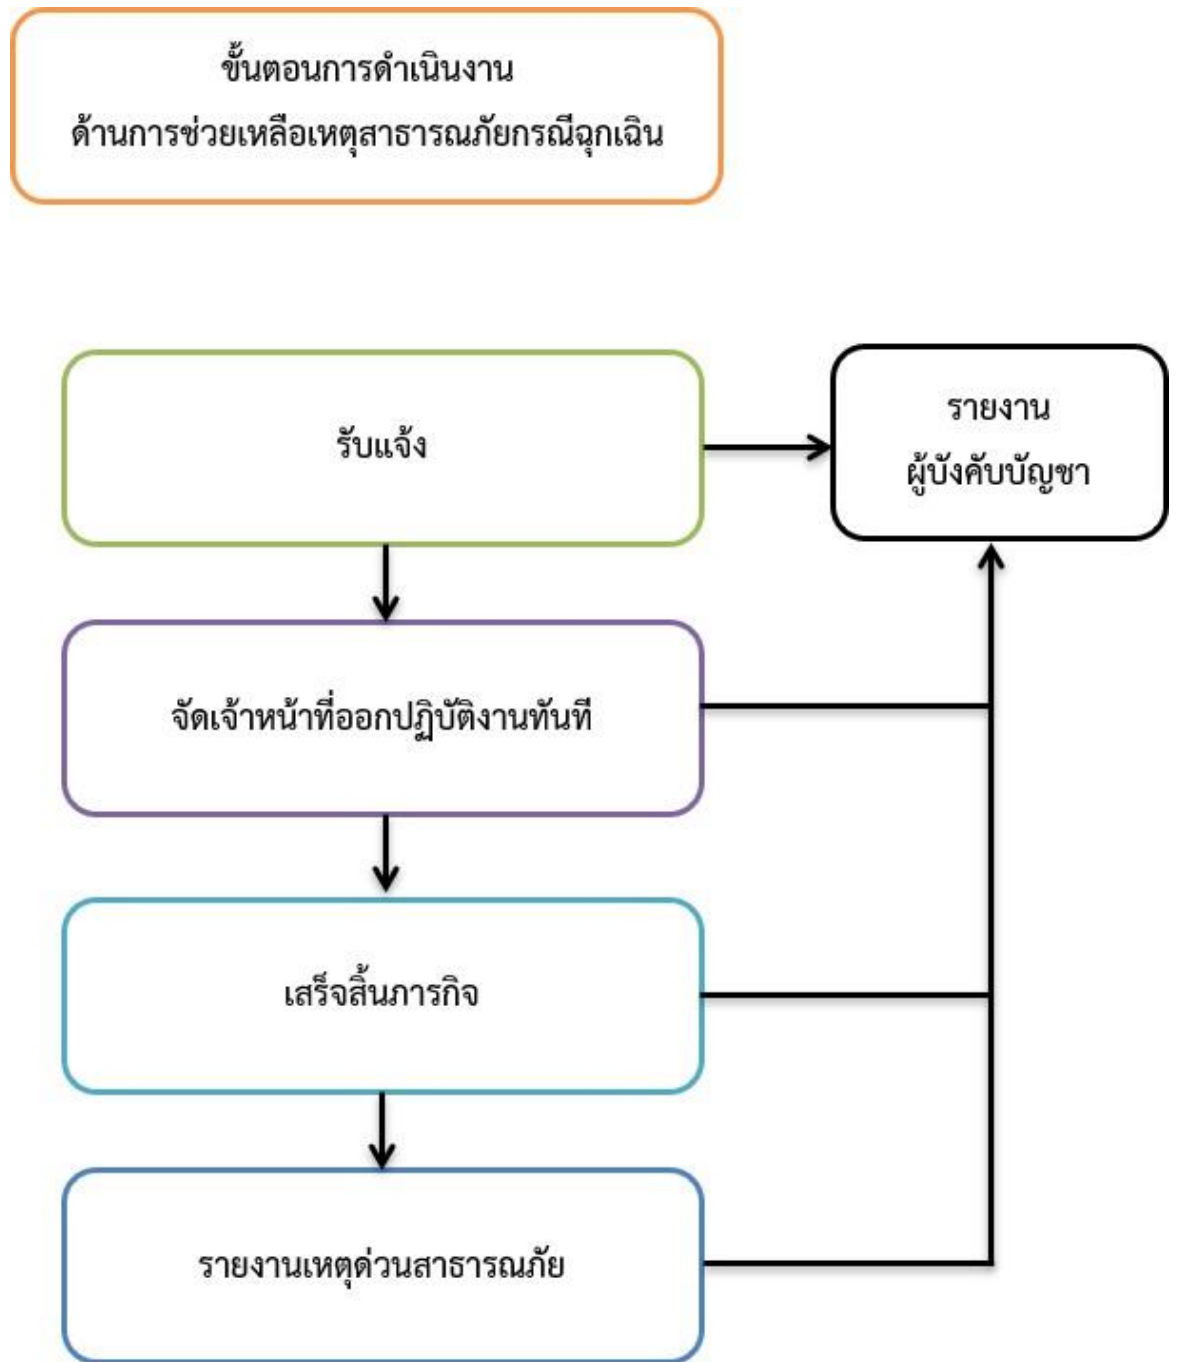 ขั้นตอนการดำเนินงาน
ด้านการช่วยเหลือเหตุสาธารณภัยกรณีฉุกเฉิน
รับแจ้ง
รายงาน
ผู้บังคับบัญชา
จัดเจ้าหน้าที่ออกปฏิบัติงานทันที
เสร็จสิ้นภารกิจ
รายงานเหตุด่วนสาธารณภัย